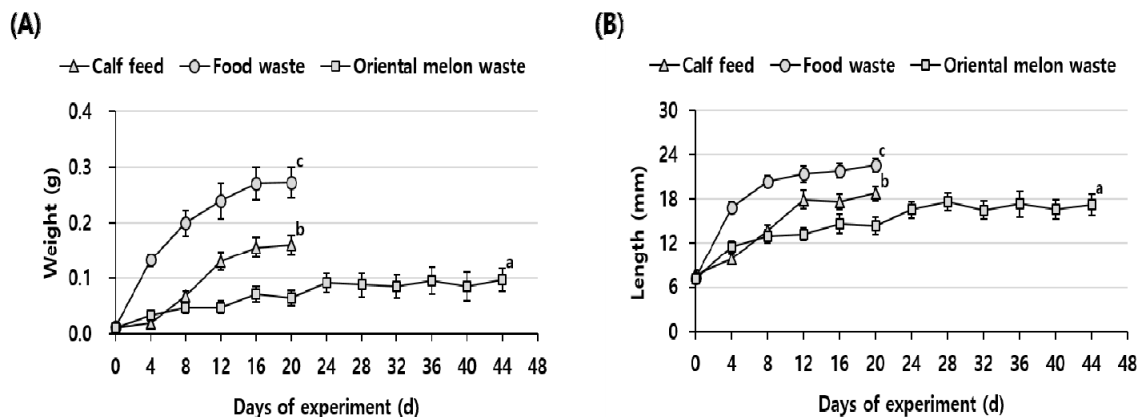 (A)
Calf feed Food waste Oriental melon waste
0.4
0.3
0.2
0.1
0.0
Weight (g)
c
b
a
0 4 8 12 16 20 24 28 32 36 40 44 48
Days of experiment (d)
(B)
Calf feed Food waste Oriental melon waste
30
24
18
12
6
0
Length (mm)
c
b
a
0 4 8 12 16 20 24 28 32 36 40 44 48
Days of experiment (d)